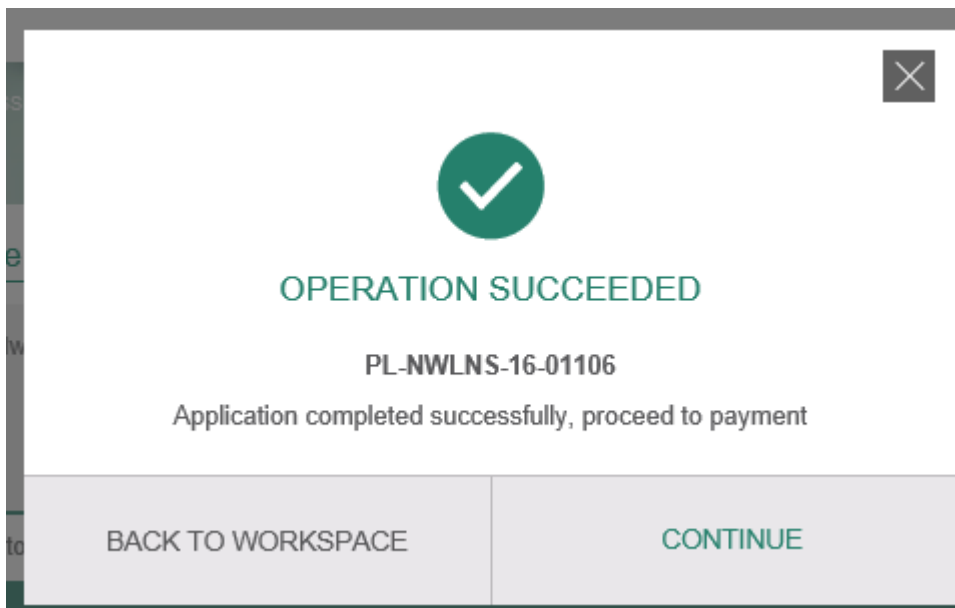 OPERATION SUCCEEDED
PL-NWLNS-16-01106
Application completed successfully, proceed to payment
BACK TO WORKSPACE
CONTINUE